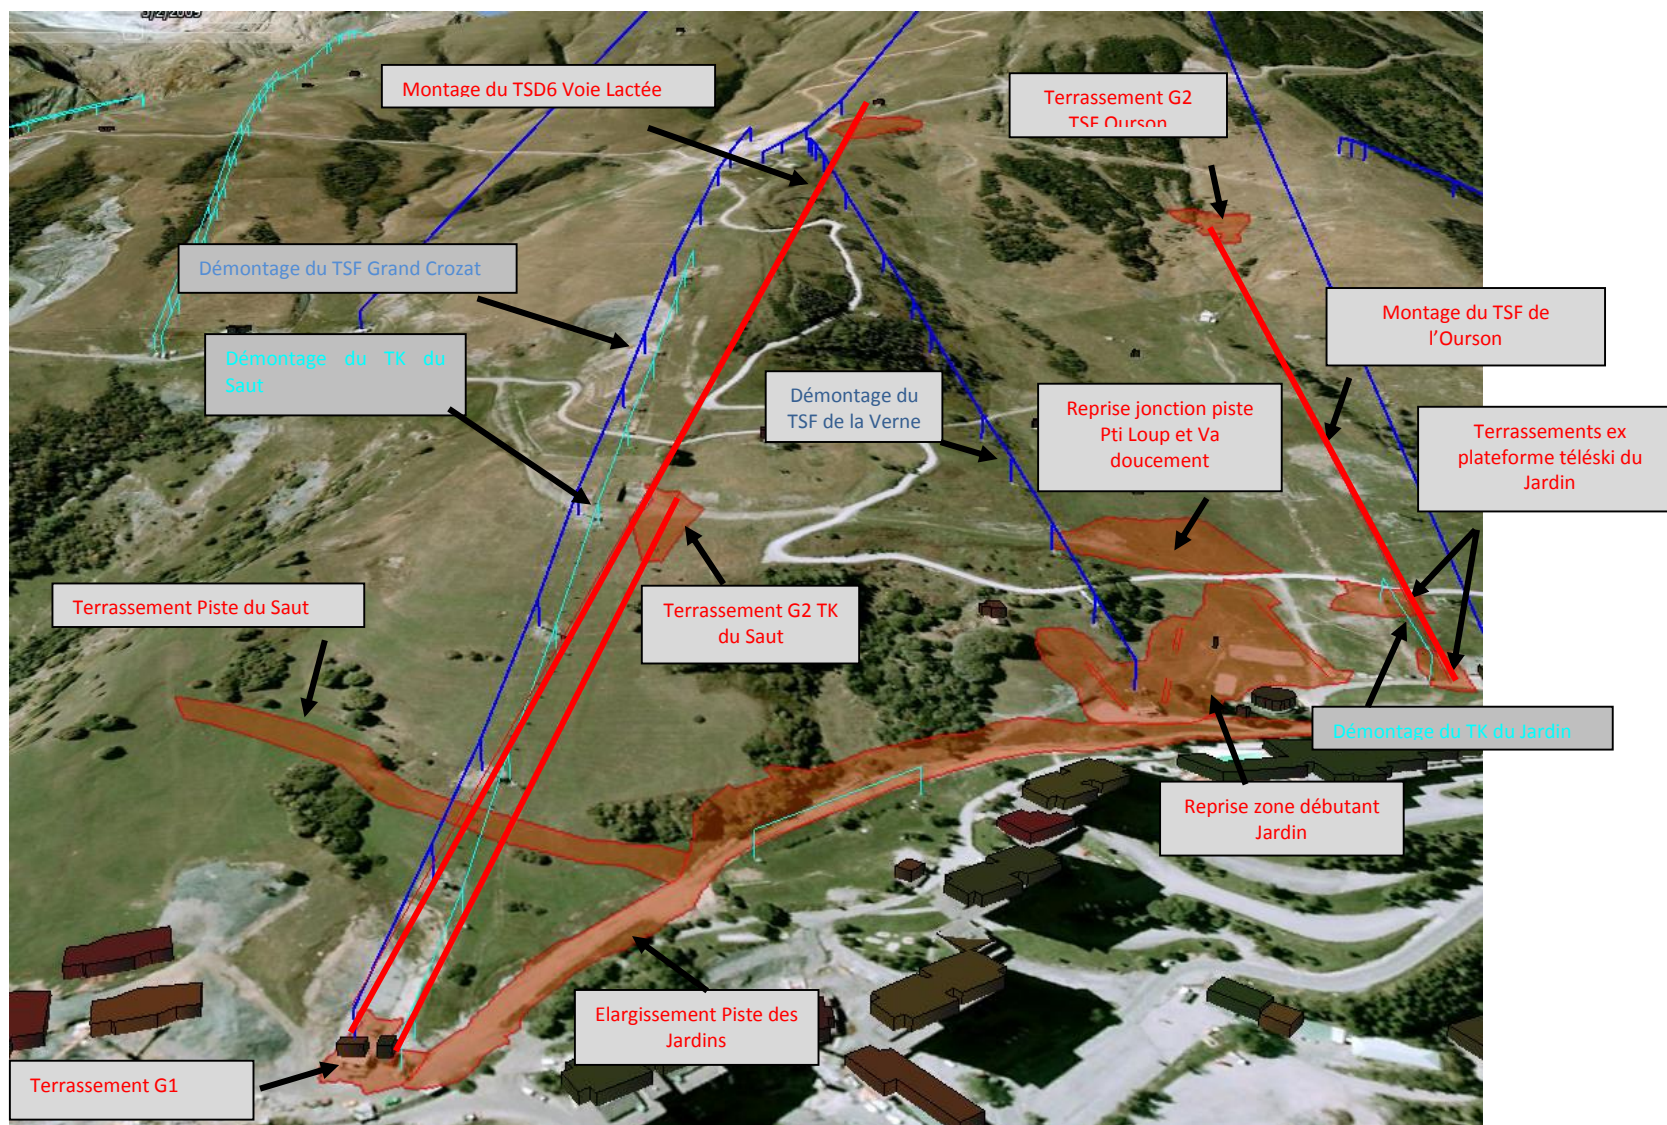 3/2/2009
Montage du TSD6 Voie Lactée
Terrassement G2
TSF Ourson
Démontage du TSF Grand Crozat
Montage du TSF de
l'Ourson
Démontage du TK du
Saut
Démontage du
TSF de la Verne
Reprise jonction piste
Pti Loup et Va
doucement
Terrassements ex
plateforme téléski du
Jardin
Terrassement Piste du Saut
Terrassement G2 TK
du Saut
Démontage du TK du Jardin
Reprise zone débutant
Jardin
Elargissement Piste des
Jardins
Terrassement G1